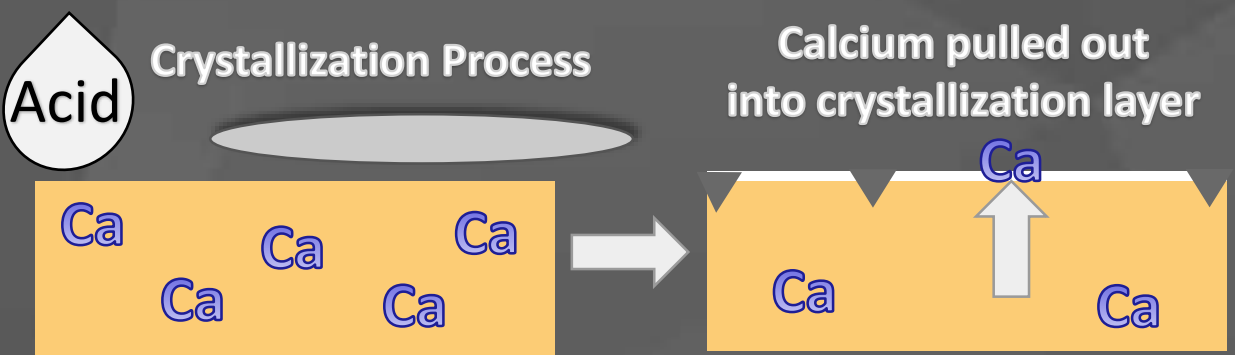 Acid
Crystallization Process
Calcium pulled out
into crystallization layer
Ca
Ca
Ca
Ca
Ca
Ca
Ca
Ca